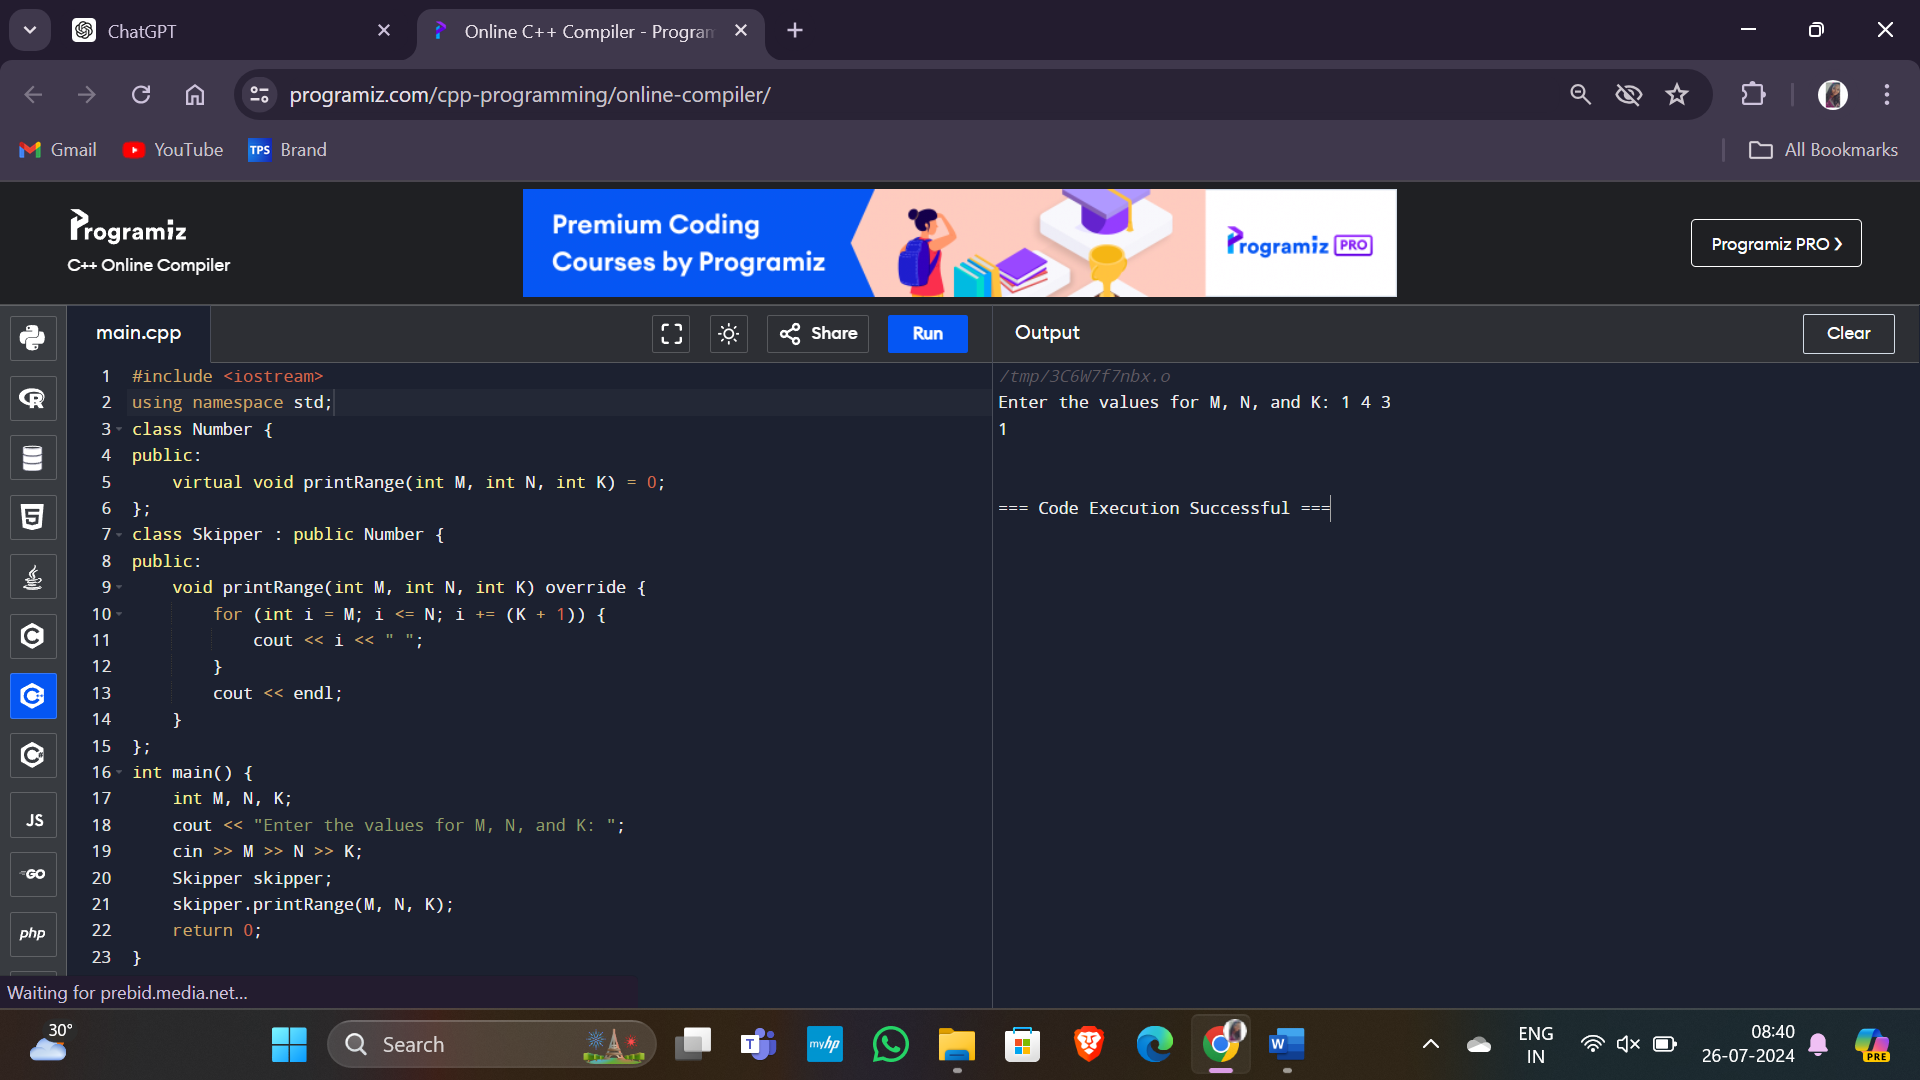 ChatGPT
Online C++ Compiler - Program
programiz.com/cpp-programming/online-compiler/
Gmail
YouTube
TPS
Brand
All Bookmarks
Programiz
C++ Online Compiler
Premium Coding
Courses by Programiz
Programiz PRO
Programiz PRO
main.cpp
Share
Run
Output
Clear
1 #include <iostream>
2 using namespace std;
3 class Number {
4 public:
5     virtual void printRange(int M, int N, int K) = 0;
6 };
7 class Skipper : public Number {
8 public:
9     void printRange(int M, int N, int K) override {
10         for (int i = M; i <= N; i += (K + 1)) {
11             cout << i << " ";
12         }
13         cout << endl;
14     }
15 };
16 int main() {
17     int M, N, K;
18     cout << "Enter the values for M, N, and K: ";
19     cin >> M >> N >> K;
20     Skipper skipper;
21     skipper.printRange(M, N, K);
22     return 0;
23 }
/tmp/3C6W7f7nbx.o
Enter the values for M, N, and K: 1 4 3
1
=== Code Execution Successful ===
R
5
C
C
C
JS
GO
php
Waiting for prebid.media.net...
30°
Search
T
myhp
W
ENG
IN
08:40
26-07-2024
PRE